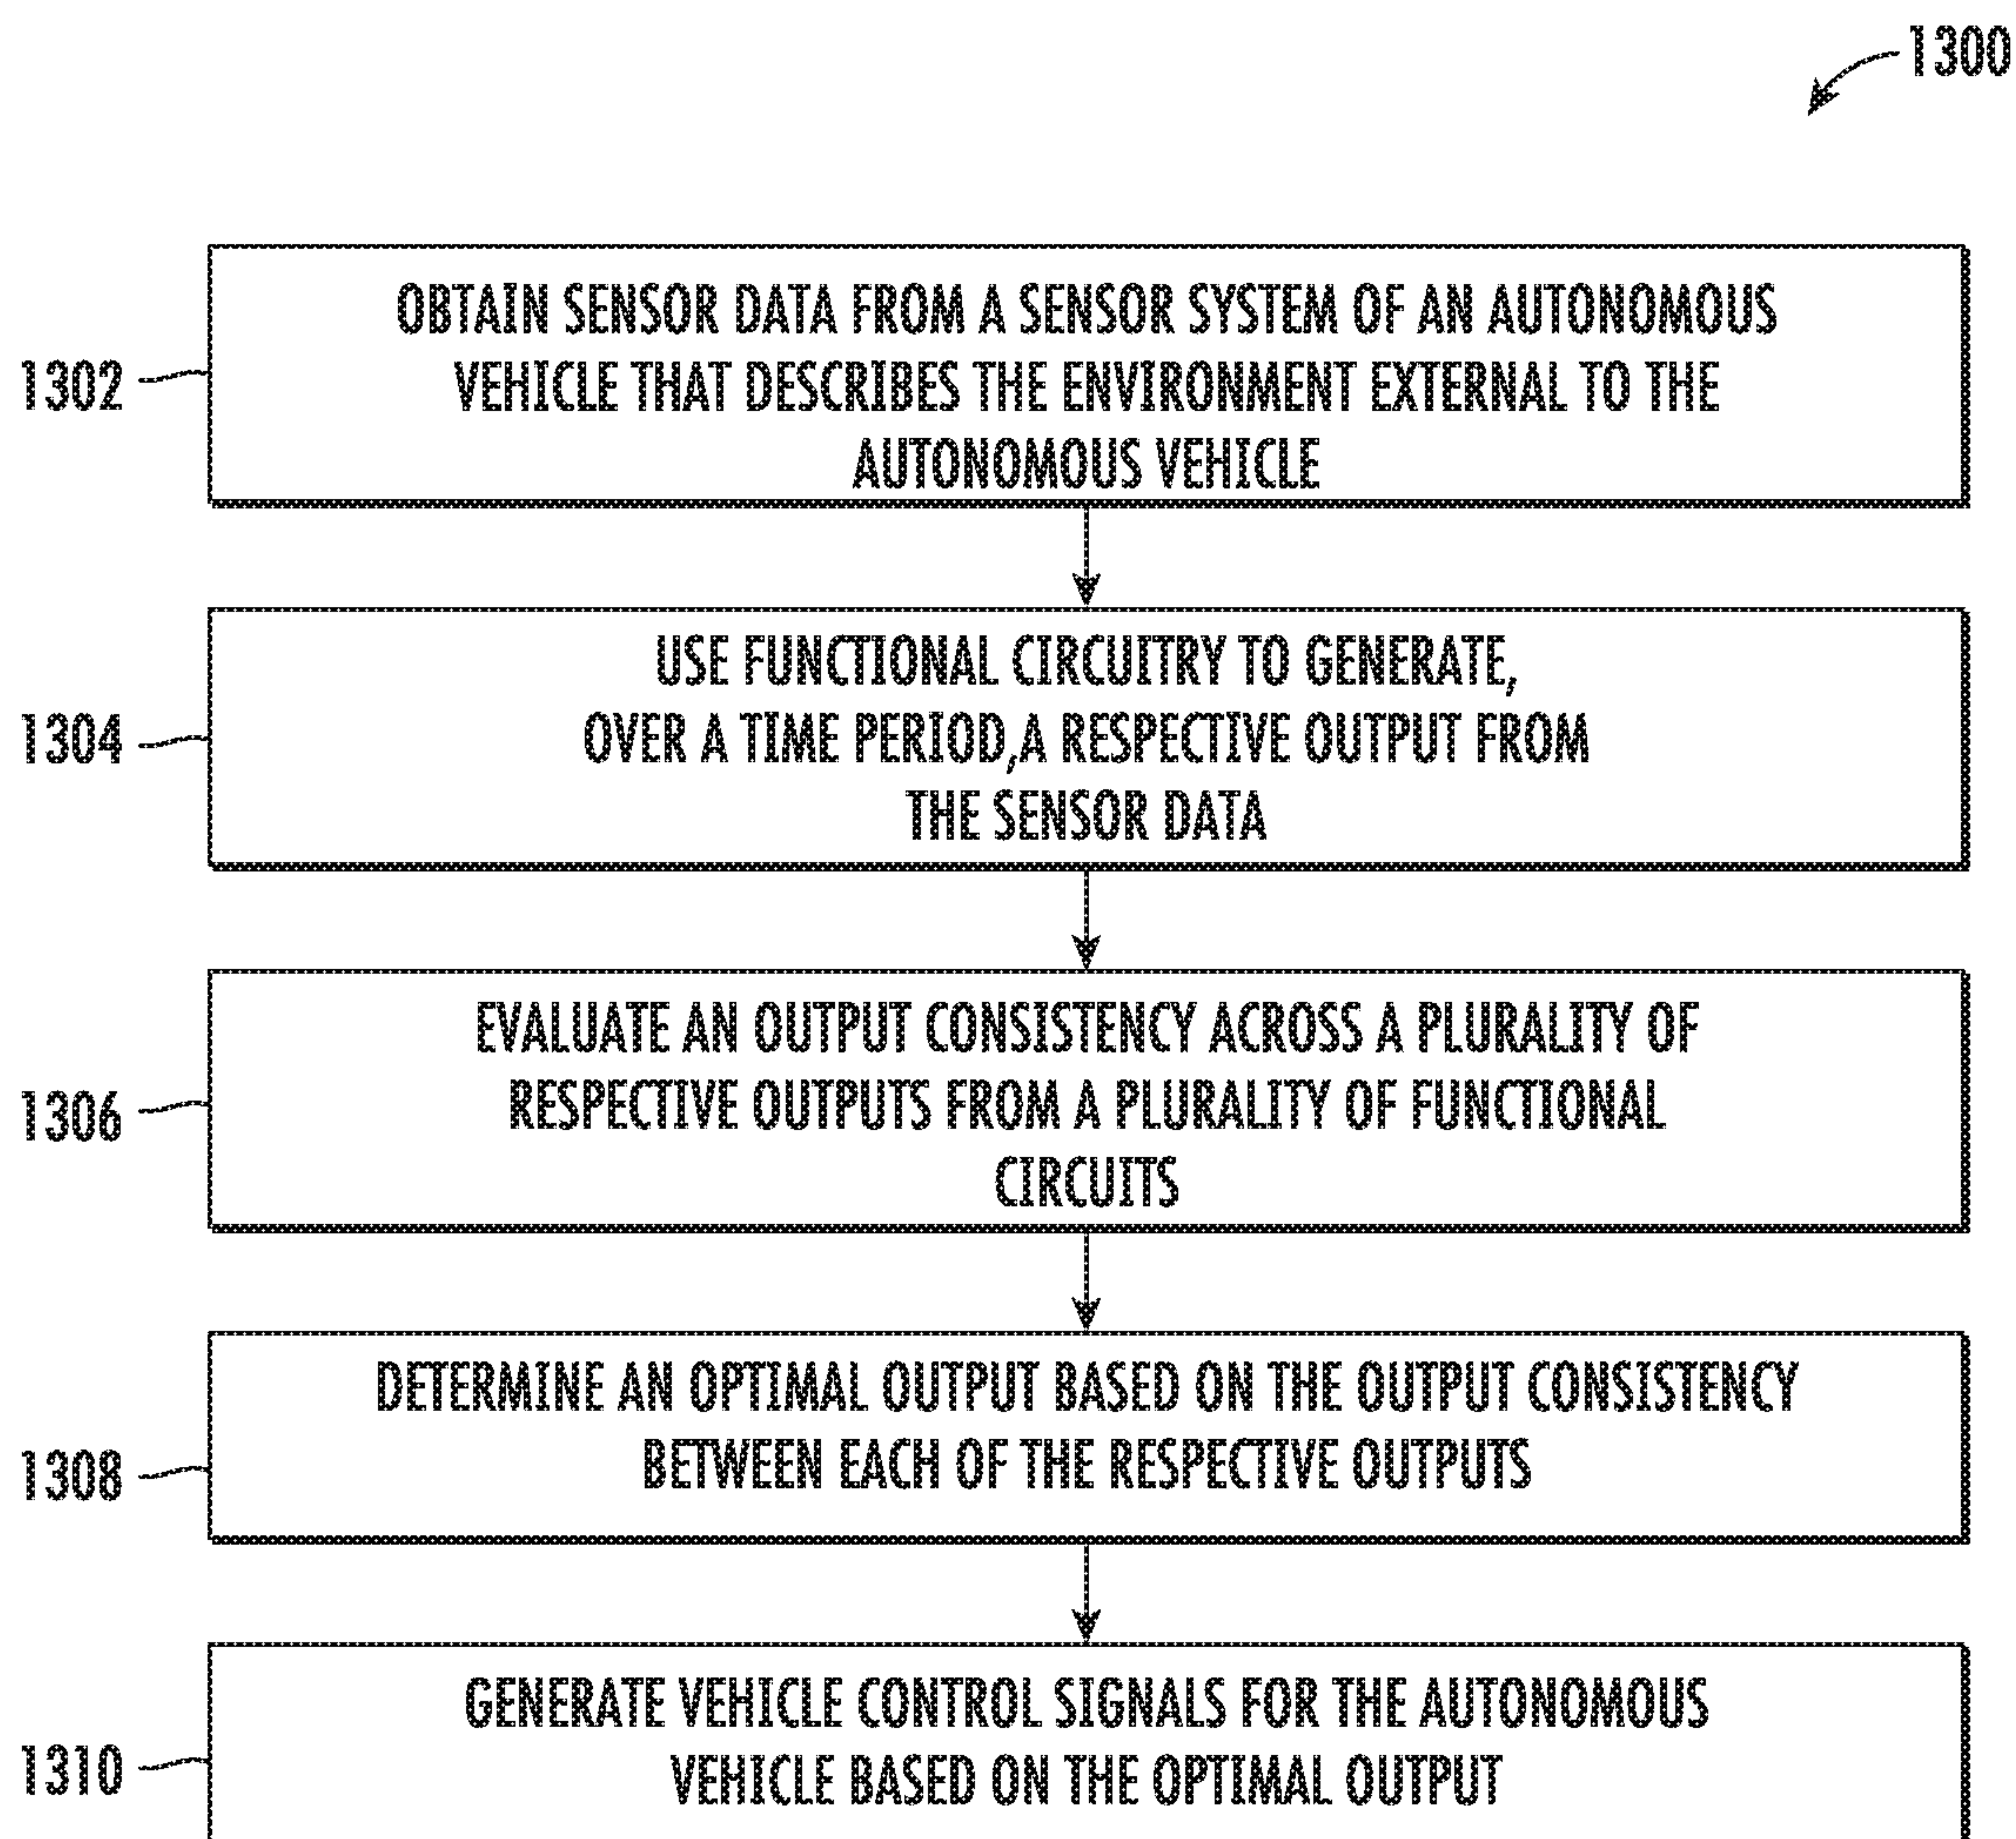 1300
OBTAIN SENSOR DATA FROM A SENSOR SYSTEM OF AN AUTONOMOUS
VEHICLE THAT DESCRIBES THE ENVIRONMENT EXTERNAL TO THE
AUTONOMOUS VEHICLE
1302
USE FUNCTIONAL CIRCUITRY TO GENERATE,
OVER A TIME PERIOD,A RESPECTIVE OUTPUT FROM
THE SENSOR DATA
1304
EVALUATE AN OUTPUT CONSISTENCY ACROSS A PLURALITY OF
RESPECTIVE OUTPUTS FROM A PLURALITY OF FUNCTIONAL
CIRCUITS
1306
DETERMINE AN OPTIMAL OUTPUT BASED ON THE OUTPUT CONSISTENCY
BETWEEN EACH OF THE RESPECTIVE OUTPUTS
1308
GENERATE VEHICLE CONTROL SIGNALS FOR THE AUTONOMOUS
VEHICLE BASED ON THE OPTIMAL OUTPUT
1310